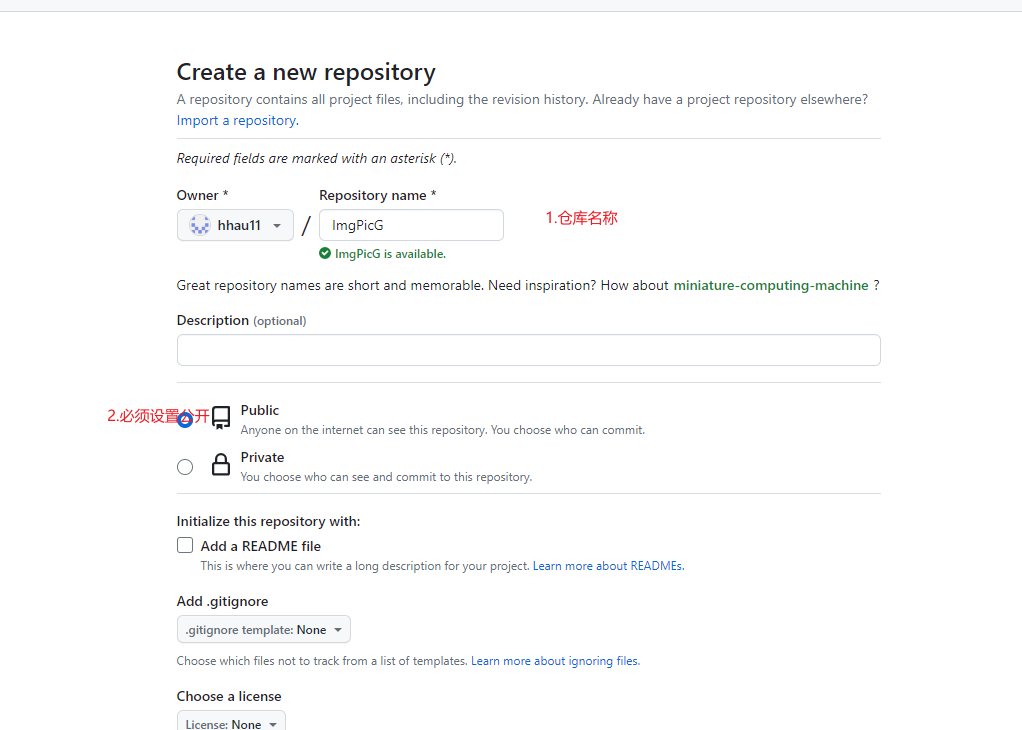 Create a new repository
A repository contains all project files, including the revision history. Already have a project repository elsewhere?
Import a repository.
Required fields are marked with an asterisk (*).
Owner *
Repository name *
hhau11
/
ImgPicG
1.仓库名称
ImgPicG is available.
Great repository names are short and memorable. Need inspiration? How about miniature-computing-machine ?
Description (optional)
2.必须设置公开
Public
Anyone on the internet can see this repository. You choose who can commit.
Private
You choose who can see and commit to this repository.
Initialize this repository with:
Add a README file
This is where you can write a long description for your project. Learn more about READMEs.
Add .gitignore
.gitignore template: None
Choose which files not to track from a list of templates. Learn more about ignoring files.
Choose a license
License: None